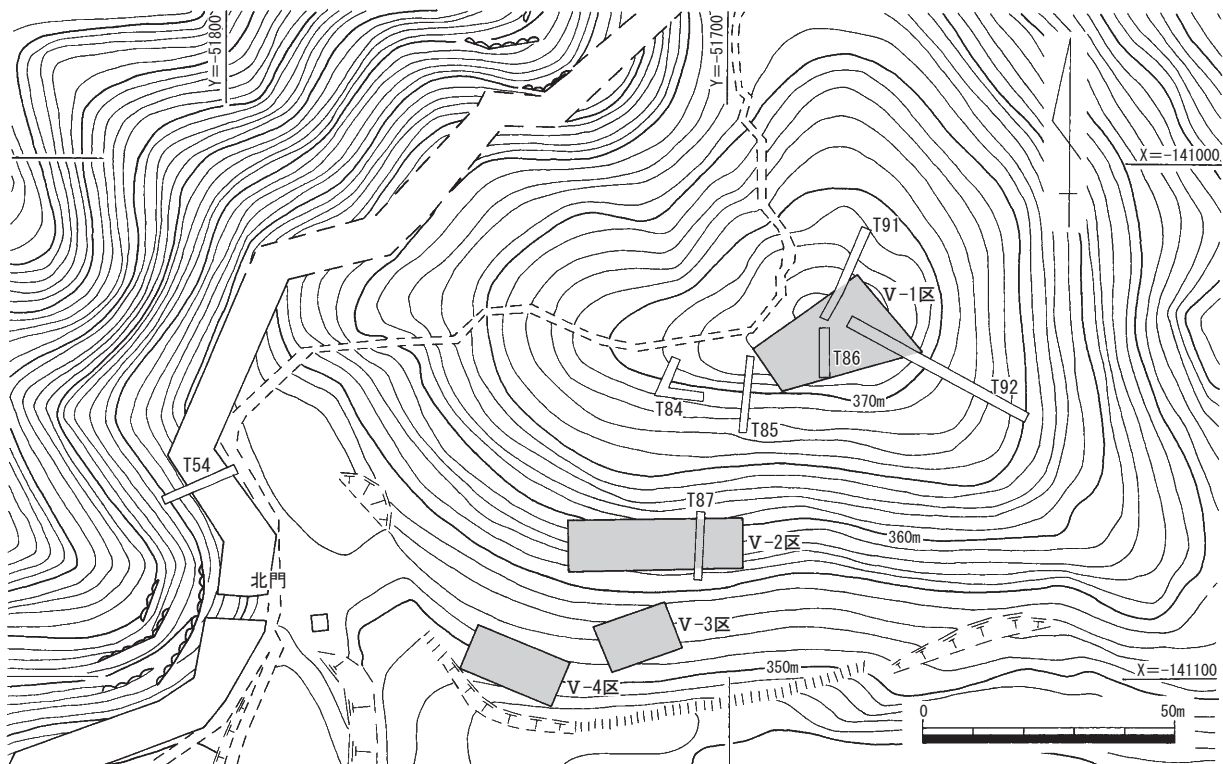 Y=-51800
Y=-51700
X=-141000
T91
Ⅴ-1区
T86
T92
370m
T84
T85
T54
T87
Ⅴ-2区
360m
北門
Ⅴ-3区
350m
X=-141100
Ⅴ-4区
0
50m